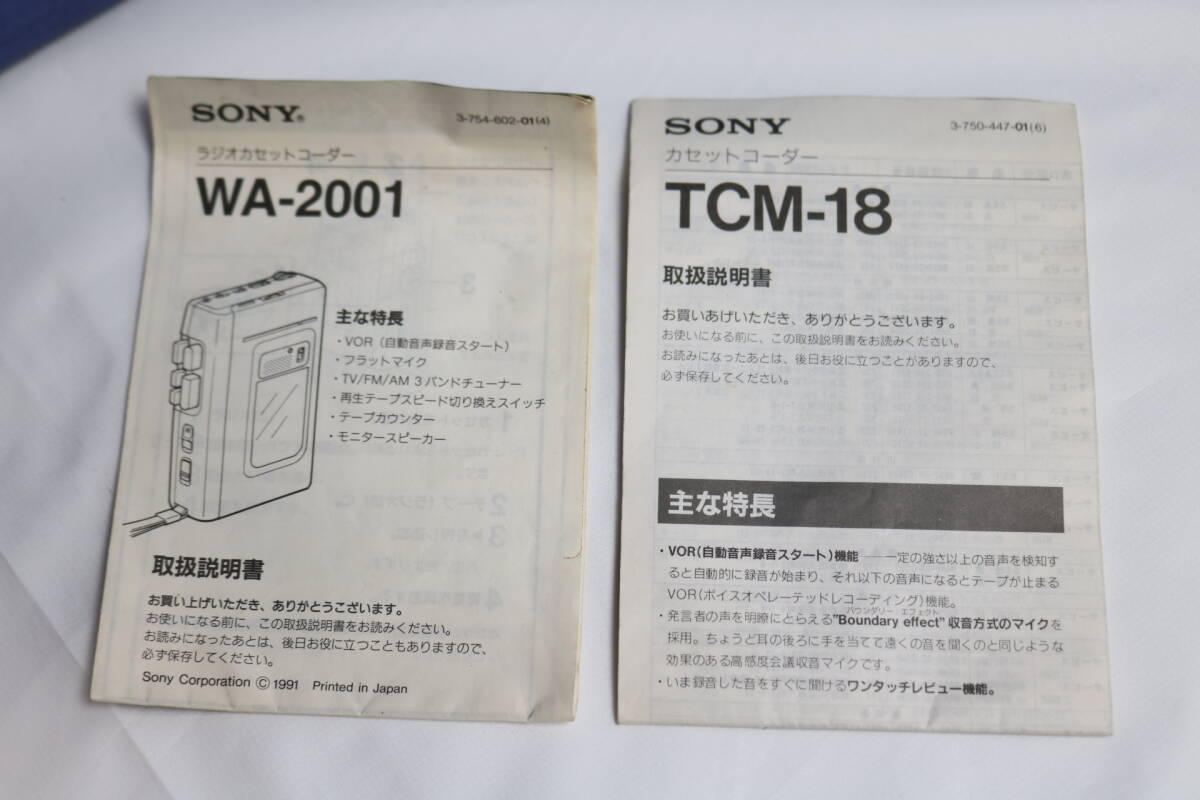 SONY®
3-754-602-01(4)
ラジオカセットコーダー
WA-2001
主な特長
・VOR（自動音声録音スタート）
・フラットマイク
・TV/FM/AM 3バンドチューナー
・再生テープスピード切り換えスイッチ
・テープカウンター
・モニタースピーカー
取扱説明書
お買い上げいただき、ありがとうございます。
お使いになる前に、この取扱説明書をお読みください。
お読みになったあとは、後日お役に立つこともありますので、
必ず保存してください。
Sony Corporation ©1991 Printed in Japan
SONY
3-750-447-01(6)
カセットコーダー
TCM-18
取扱説明書
お買いあげいただき、ありがとうございます。
お使いになる前に、この取扱説明書をお読みください。
お読みになったあとは、後日お役に立つことがありますので、
必ず保存してください。
主な特長
・VOR（自動音声録音スタート）機能——一定の強さ以上の音声を検知す
ると自動的に録音が始まり、それ以下の音声になるとテープが止まる
VOR（ボイスオペレーテッドレコーディング）機能。
バウンダリー エフェクト
・発言者の声を明瞭にとらえる"Boundary effect"収音方式のマイクを
採用。ちょうど耳の後ろに手を当てて遠くの音を聞くのと同じような
効果のある高感度会議収音マイクです。
・いま録音した音をすぐに聞けるワンタッチレビュー機能。